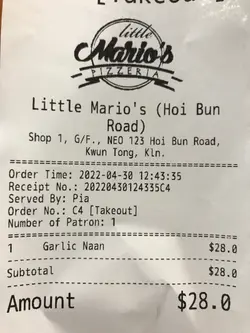 [Takeout]
little
Mario's
PIZZERIA
Little Mario's (Hoi Bun
Road)
Shop 1, G/F., NEO 123 Hoi Bun Road,
Kwun Tong, Kln.
Order Time: 2022-04-30 12:43:35
Receipt No.: 20220430124335C4
Served By: Pia
Order No.: C4 [Takeout]
Number of Patron: 1
1 Garlic Naan $28.0
Subtotal $28.0
Amount $28.0